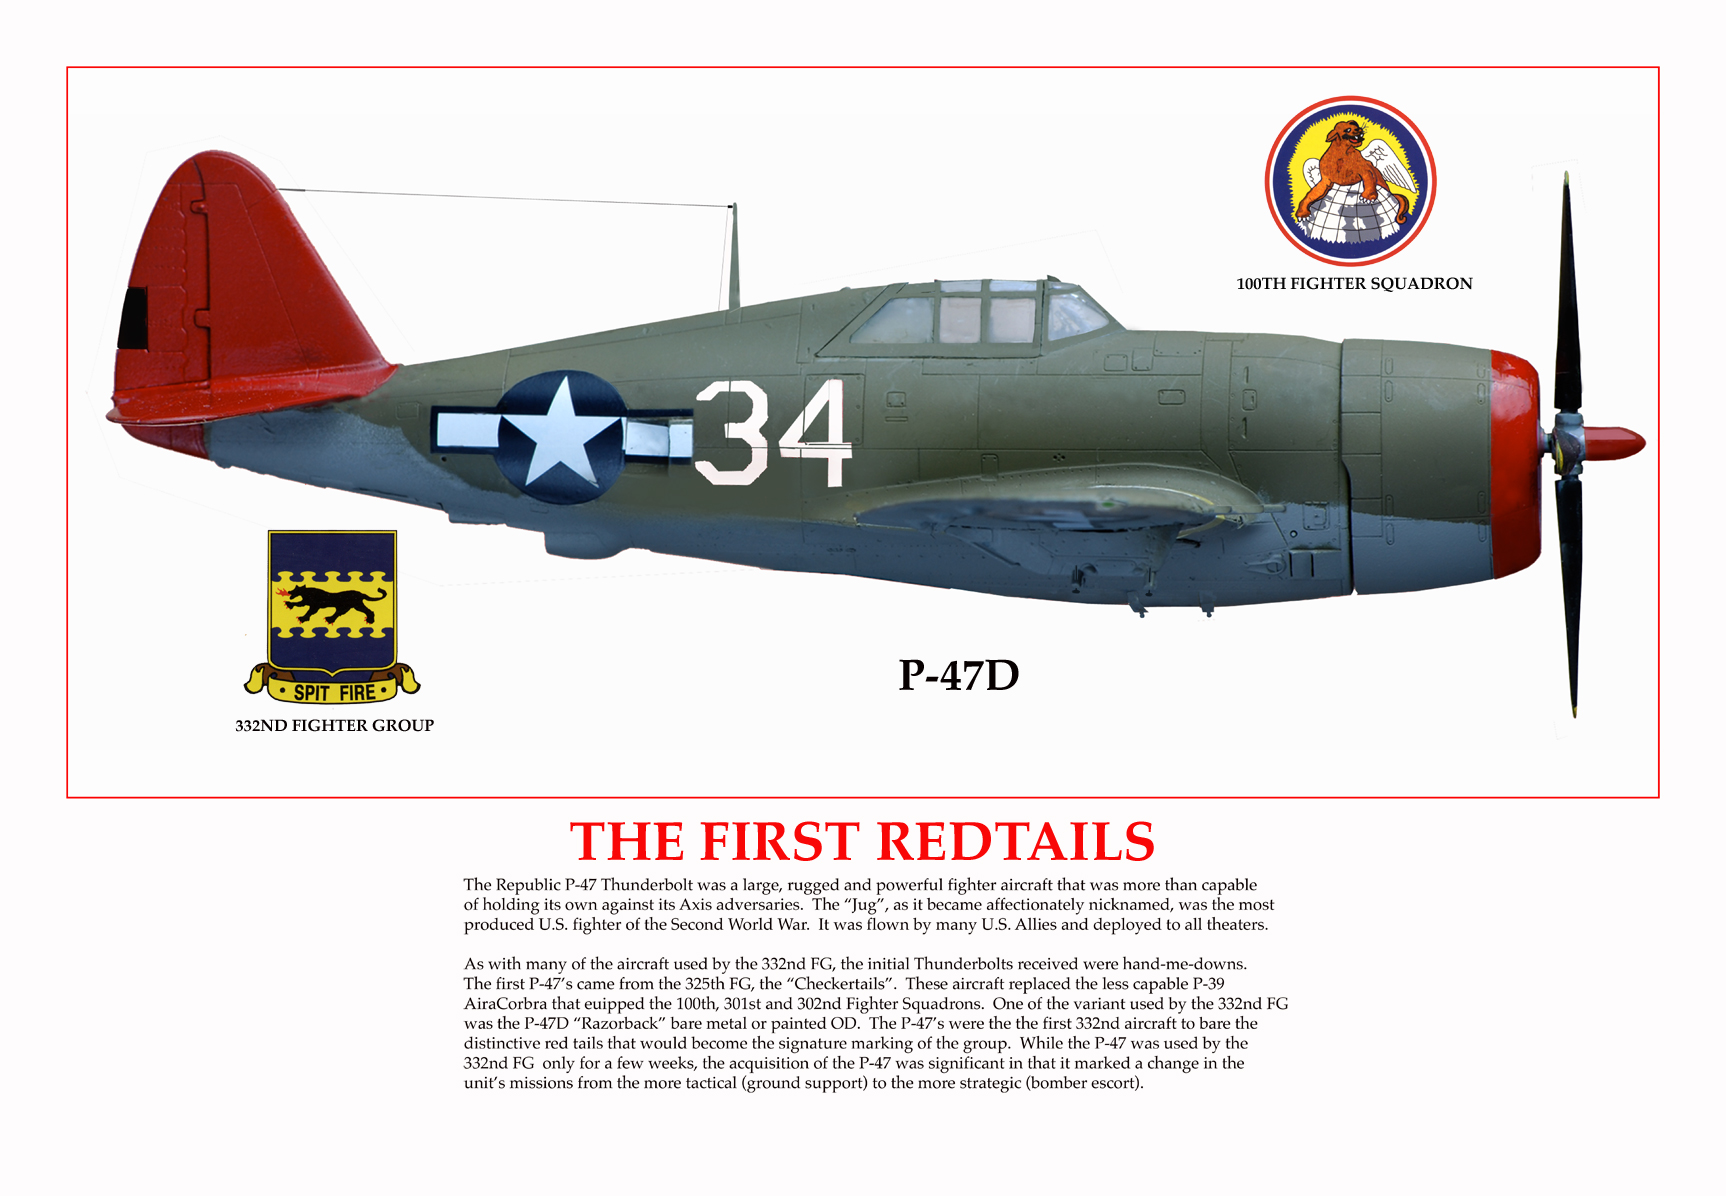 34
100TH FIGHTER SQUADRON
SPIT FIRE
332ND FIGHTER GROUP
P-47D
THE FIRST REDTAILS
The Republic P-47 Thunderbolt was a large, rugged and powerful fighter aircraft that was more than capable
of holding its own against its Axis adversaries. The “Jug”, as it became affectionately nicknamed, was the most
produced U.S. fighter of the Second World War. It was flown by many U.S. Allies and deployed to all theaters.
As with many of the aircraft used by the 332nd FG, the initial Thunderbolts received were hand-me-downs.
The first P-47’s came from the 325th FG, the “Checkertails”. These aircraft replaced the less capable P-39
AiraCorbra that euipped the 100th, 301st and 302nd Fighter Squadrons. One of the variant used by the 332nd FG
was the P-47D “Razorback” bare metal or painted OD. The P-47’s were the the first 332nd aircraft to bare the
distinctive red tails that would become the signature marking of the group. While the P-47 was used by the
332nd FG only for a few weeks, the acquisition of the P-47 was significant in that it marked a change in the
unit’s missions from the more tactical (ground support) to the more strategic (bomber escort).